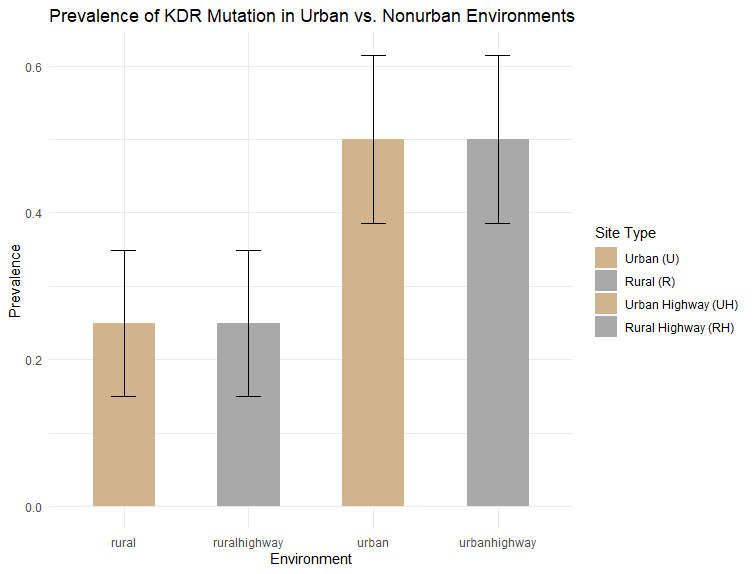 Prevalence of KDR Mutation in Urban vs. Nonurban Environments
0.6
0.4
0.2
0.0
Prevalence
rural
ruralhighway
urban
urbanhighway
Environment
Site Type
Urban (U)
Rural (R)
Urban Highway (UH)
Rural Highway (RH)